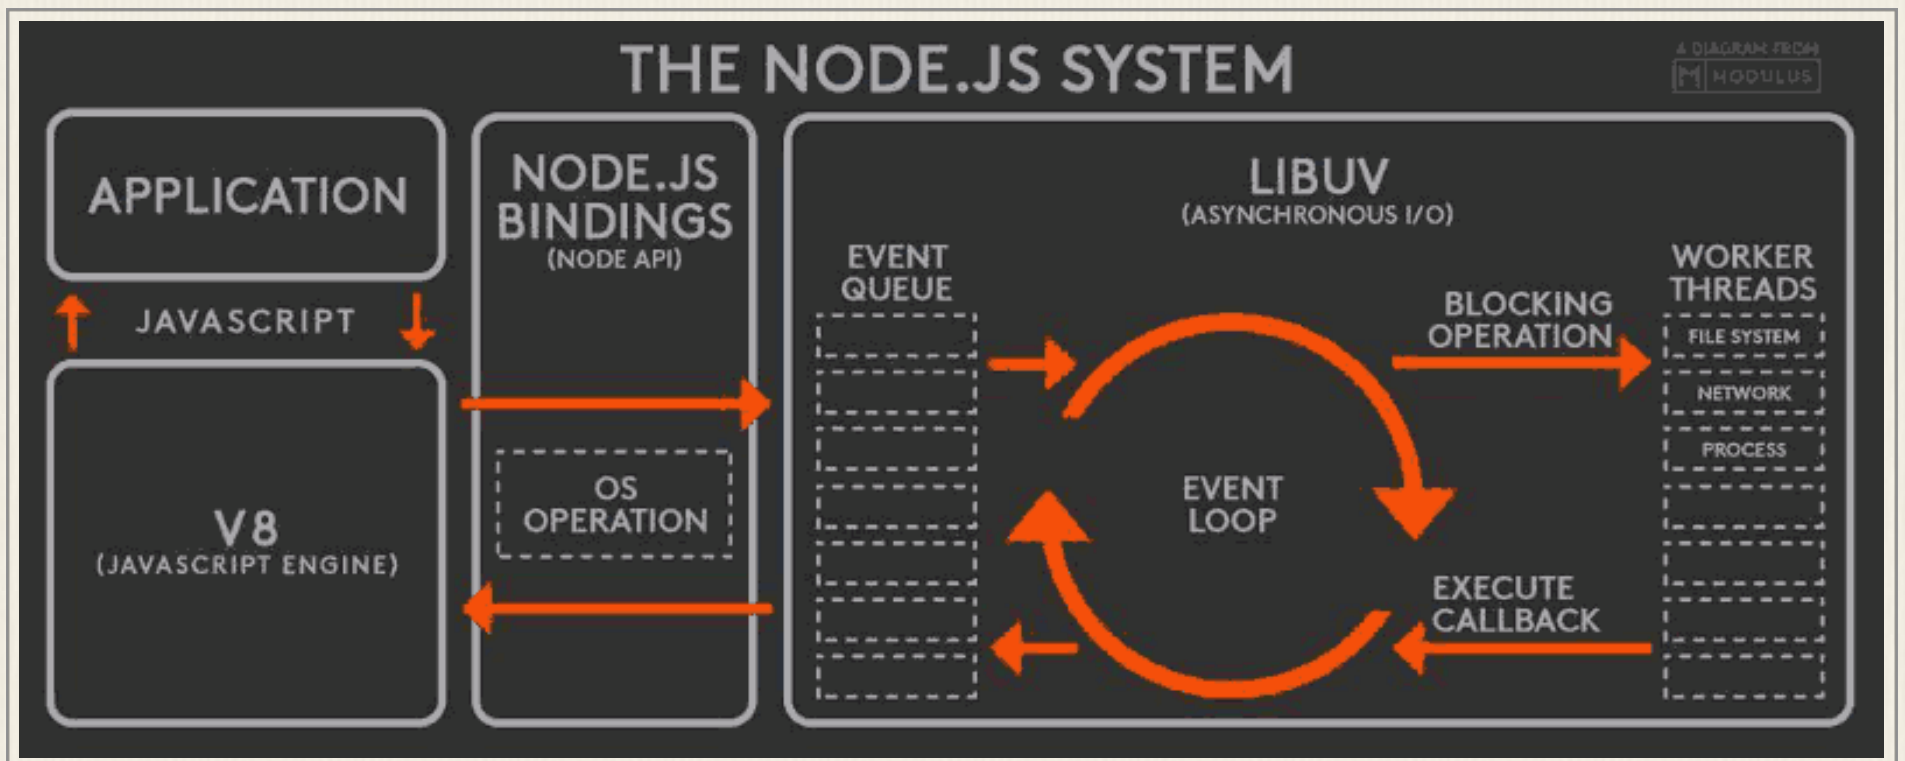 THE NODE.JS SYSTEM
A DIAGRAM FROM
M MODULUS
APPLICATION
JAVASCRIPT
V8
(JAVASCRIPT ENGINE)
NODE.JS
BINDINGS
(NODE API)
OS
OPERATION
LIBUV
(ASYNCHRONOUS I/O)
EVENT
QUEUE
EVENT
LOOP
BLOCKING
OPERATION
EXECUTE
CALLBACK
WORKER
THREADS
FILE SYSTEM
NETWORK
PROCESS